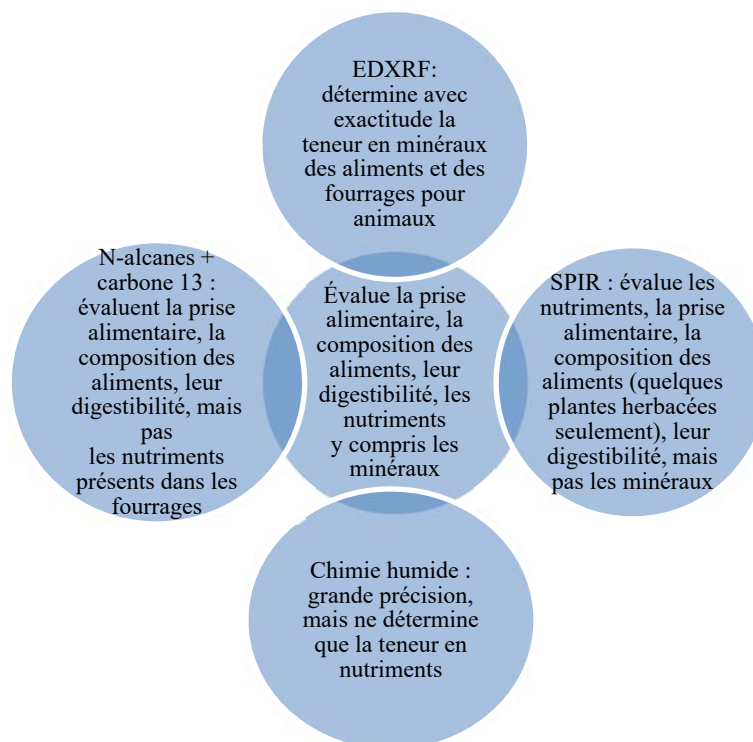 EDXRF:
détermine avec
exactitude la
teneur en minéraux
des aliments et des
fourrages pour
animaux
N-alcanes +
carbone 13 :
évaluent la prise
alimentaire, la
composition des
aliments, leur
digestibilité, mais
pas
les nutriments
présents dans les
fourrages
Évalue la prise
alimentaire, la
composition des
aliments, leur
digestibilité, les
nutriments
y compris les
minéraux
SPIR : évalue les
nutriments, la prise
alimentaire, la
composition des
aliments (quelques
plantes herbacées
seulement), leur
digestibilité, mais
pas les minéraux
Chimie humide :
grande précision,
mais ne détermine
que la teneur en
nutriments